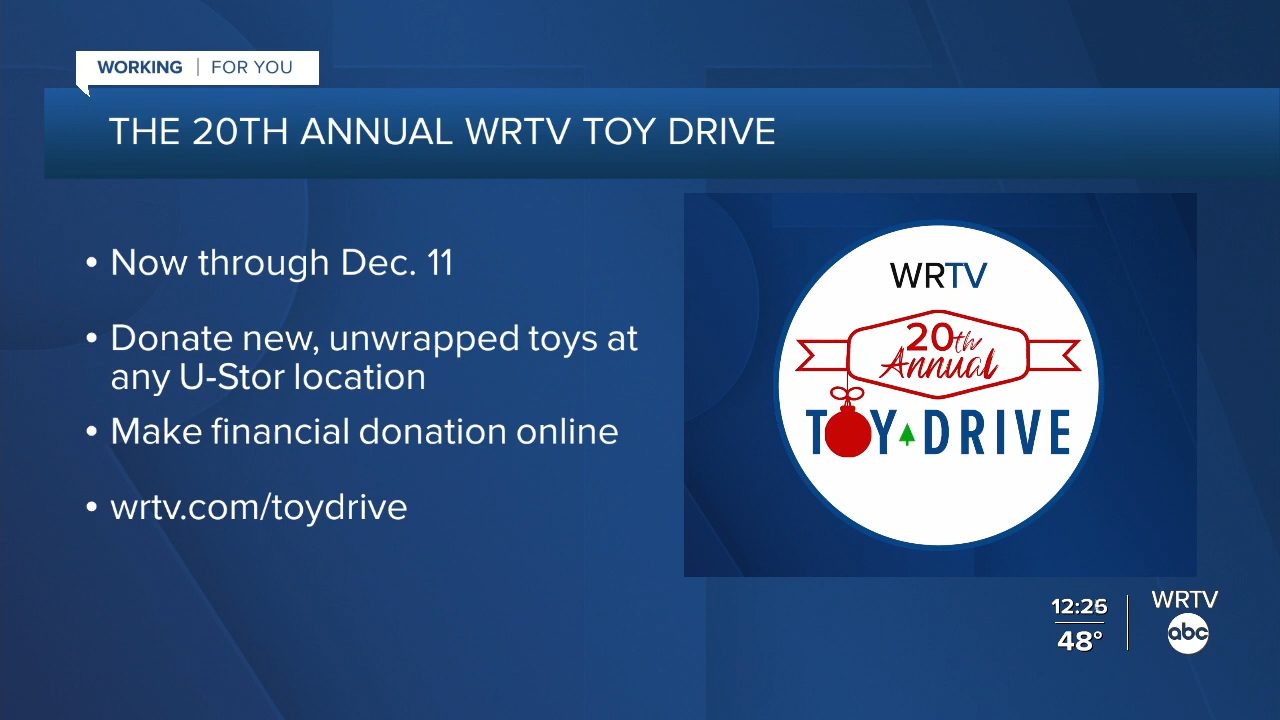 WORKING | FOR YOU
THE 20TH ANNUAL WRTV TOY DRIVE
• Now through Dec. 11
• Donate new, unwrapped toys at
any U-Stor location
• Make financial donation online
• wrtv.com/toydrive
WRTV
20th
Annual
TOY DRIVE
12:26
48°
WRTV
abc